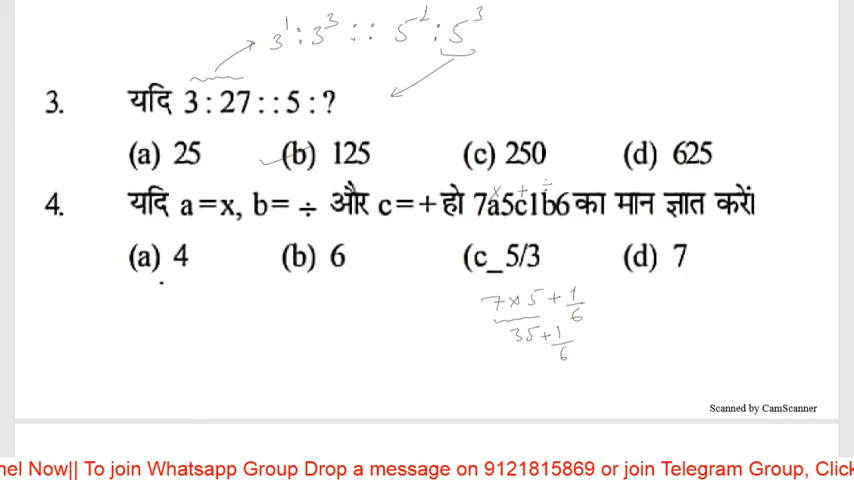 3¹ : 3³ : : 5¹ : 5³
3. यदि 3 : 27 : : 5 : ?
(a) 25 (b) 125 (c) 250 (d) 625
× + ÷
4. यदि a=x, b= ÷ और c=+हो 7a5c1b6का मान ज्ञात करें।
(a) 4 (b) 6 (c_5/3 (d) 7
7×5+1/6
35+1/6
Scanned by CamScanner
nel Now|| To join Whatsapp Group Drop a message on 9121815869 or join Telegram Group, Click